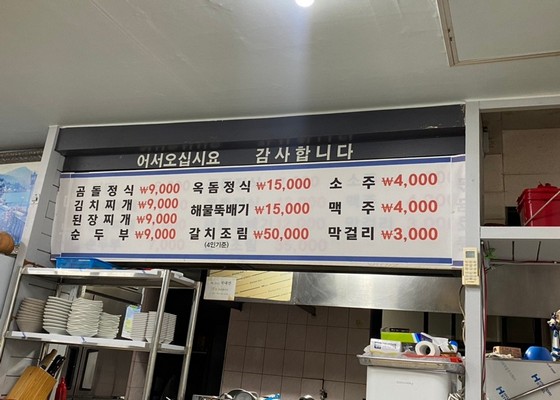 어서오십시요 감사합니다
곰돌정식 ₩9,000 옥돔정식 ₩15,000 소주 ₩4,000
김치찌개 ₩9,000
된장찌개 ₩9,000 해물뚝배기 ₩15,000 맥주 ₩4,000
순두부 ₩9,000 갈치조림 ₩50,000 막걸리 ₩3,000
(4인기준)